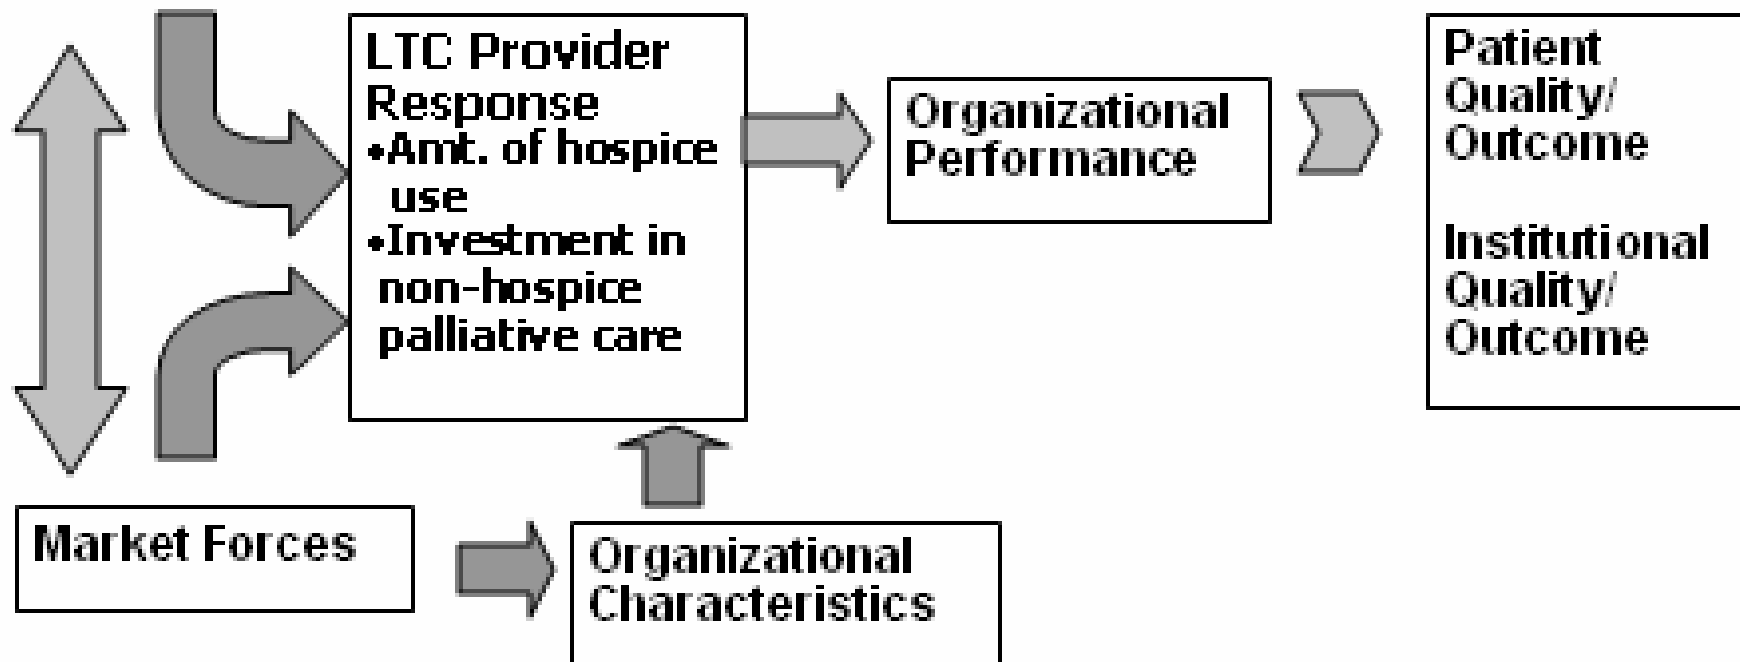 LTC Provider
Response
•Amt. of hospice
use
•Investment in
non-hospice
palliative care
Organizational
Performance
Patient
Quality/
Outcome
Institutional
Quality/
Outcome
Market Forces
Organizational
Characteristics